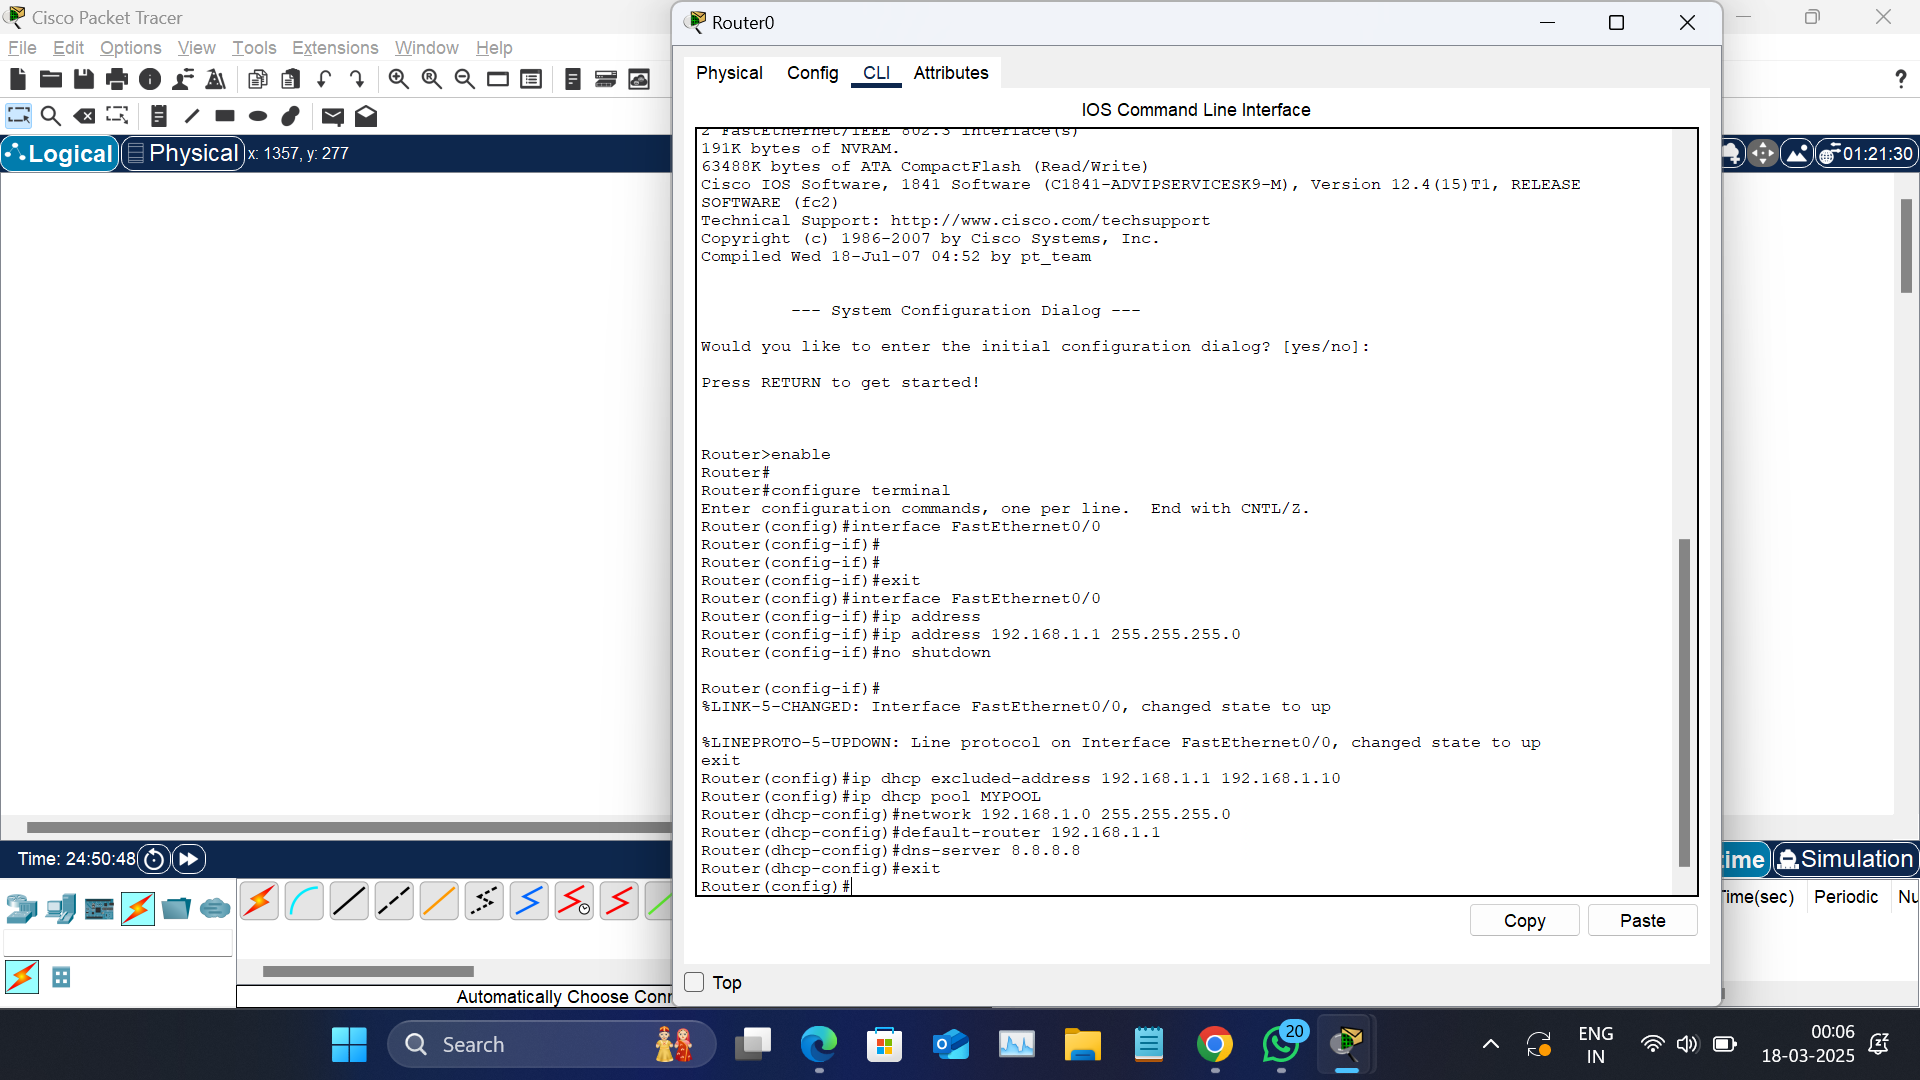 Cisco Packet Tracer
Router0
File Edit Options View Tools Extensions Window Help
Physical Config CLI Attributes
?
IOS Command Line Interface
Logical Physical x: 1357, y: 277
01:21:30
2 FastEthernet/IEEE 802.3 interface(s)
191K bytes of NVRAM.
63488K bytes of ATA CompactFlash (Read/Write)
Cisco IOS Software, 1841 Software (C1841-ADVIPSERVICESK9-M), Version 12.4(15)T1, RELEASE
SOFTWARE (fc2)
Technical Support: http://www.cisco.com/techsupport
Copyright (c) 1986-2007 by Cisco Systems, Inc.
Compiled Wed 18-Jul-07 04:52 by pt_team
--- System Configuration Dialog ---
Would you like to enter the initial configuration dialog? [yes/no]:
Press RETURN to get started!
Router>enable
Router#
Router#configure terminal
Enter configuration commands, one per line.  End with CNTL/Z.
Router(config)#interface FastEthernet0/0
Router(config-if)#
Router(config-if)#
Router(config-if)#exit
Router(config)#interface FastEthernet0/0
Router(config-if)#ip address
Router(config-if)#ip address 192.168.1.1 255.255.255.0
Router(config-if)#no shutdown
Router(config-if)#
%LINK-5-CHANGED: Interface FastEthernet0/0, changed state to up
%LINEPROTO-5-UPDOWN: Line protocol on Interface FastEthernet0/0, changed state to up
exit
Router(config)#ip dhcp excluded-address 192.168.1.1 192.168.1.10
Router(config)#ip dhcp pool MYPOOL
Router(dhcp-config)#network 192.168.1.0 255.255.255.0
Router(dhcp-config)#default-router 192.168.1.1
Router(dhcp-config)#dns-server 8.8.8.8
Router(dhcp-config)#exit
Router(config)#
Copy Paste
Top
Time: 24:50:48
ime Simulation
Time(sec) Periodic Nu
Automatically Choose Conn
Search
20
ENG
IN
00:06
18-03-2025